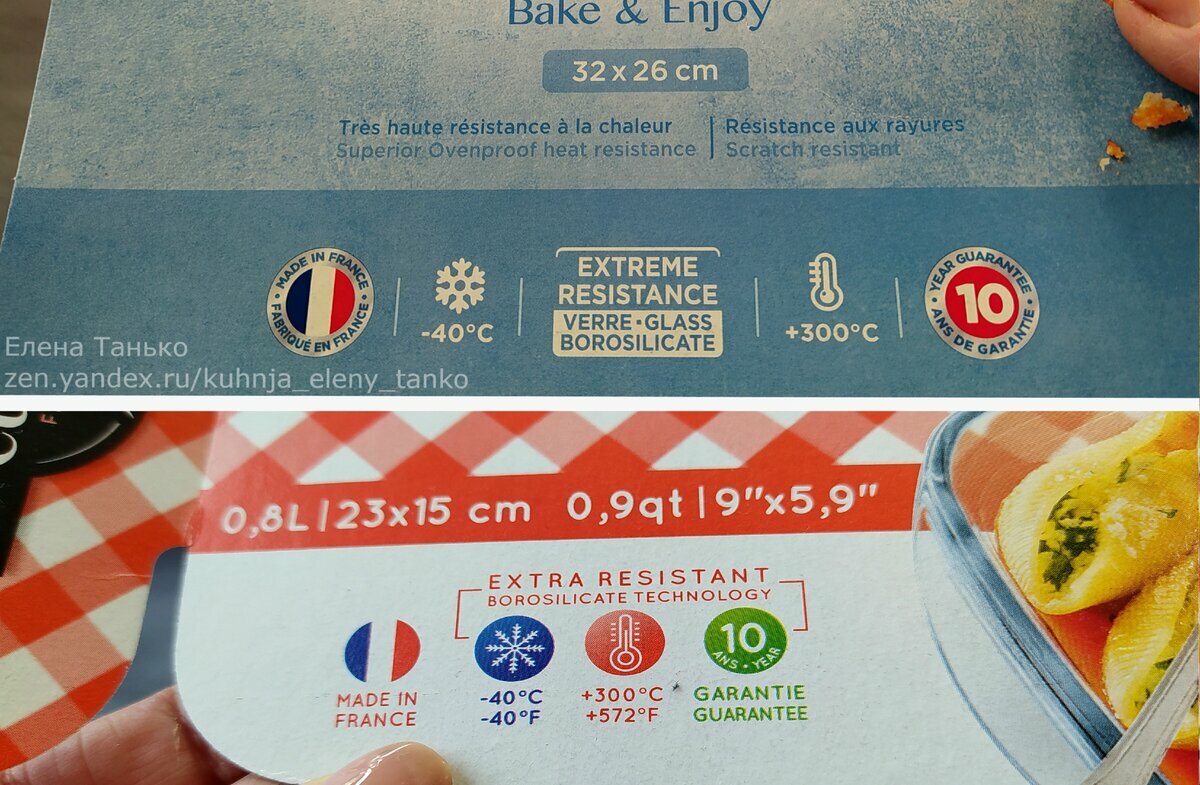 Bake & Enjoy
32 x 26 cm
Très haute résistance à la chaleur
Superior Ovenproof heat resistance
Résistance aux rayures
Scratch resistant
MADE IN FRANCE
FABRIQUÉ EN FRANCE
-40°C
EXTREME
RESISTANCE
VERRE•GLASS
BOROSILICATE
+300°C
YEAR GUARANTEE
10
ANS DE GARANTIE
Елена Танько
zen.yandex.ru/kuhnja_eleny_tanko
0,8L|23x15 cm 0,9qt|9"x5,9"
EXTRA RESISTANT
BOROSILICATE TECHNOLOGY
MADE IN
FRANCE
-40°C
-40°F
+300°C
+572°F
10
ANS • YEAR
GARANTIE
GUARANTEE